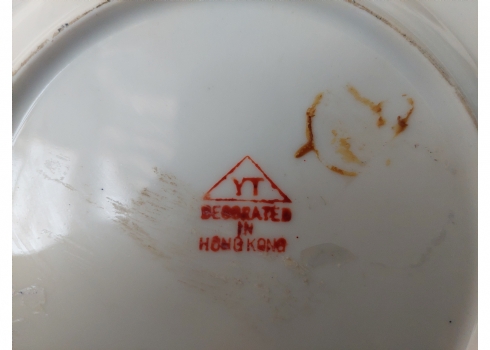 YT
DECORATED
IN
HONG KONG